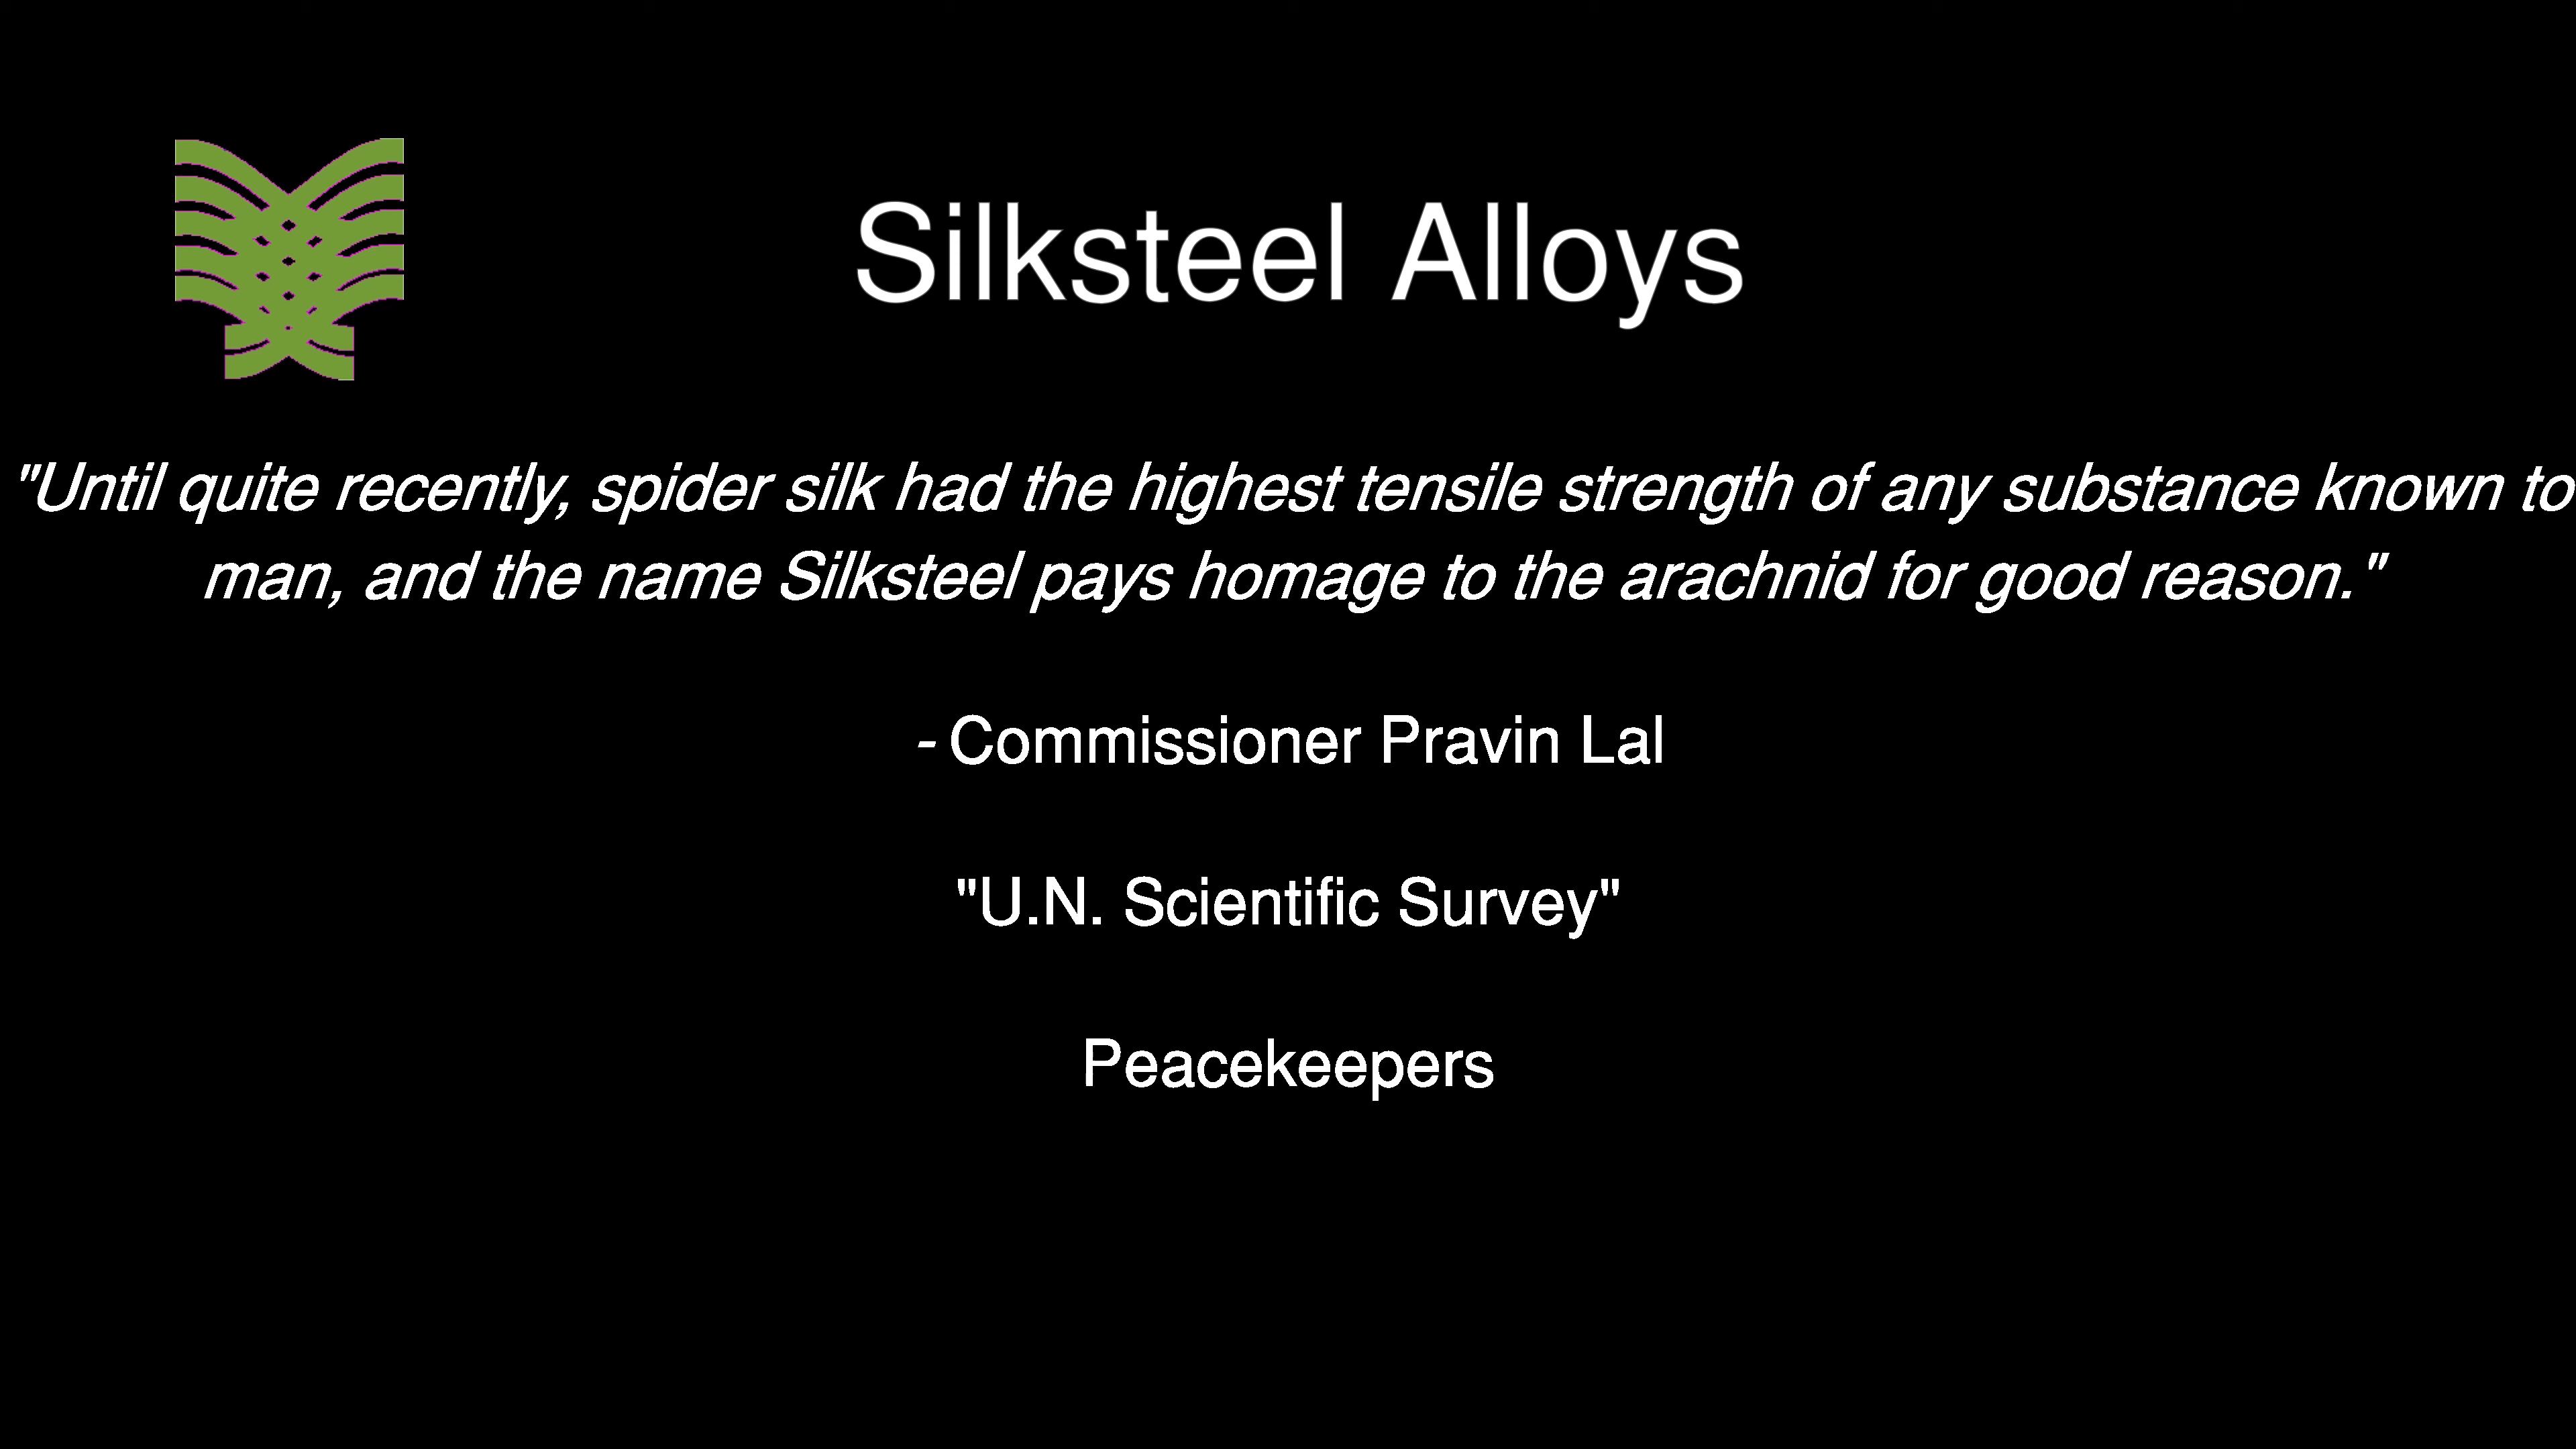 Silksteel Alloys
"Until quite recently, spider silk had the highest tensile strength of any substance known to
man, and the name Silksteel pays homage to the arachnid for good reason."
- Commissioner Pravin Lal
"U.N. Scientific Survey"
Peacekeepers